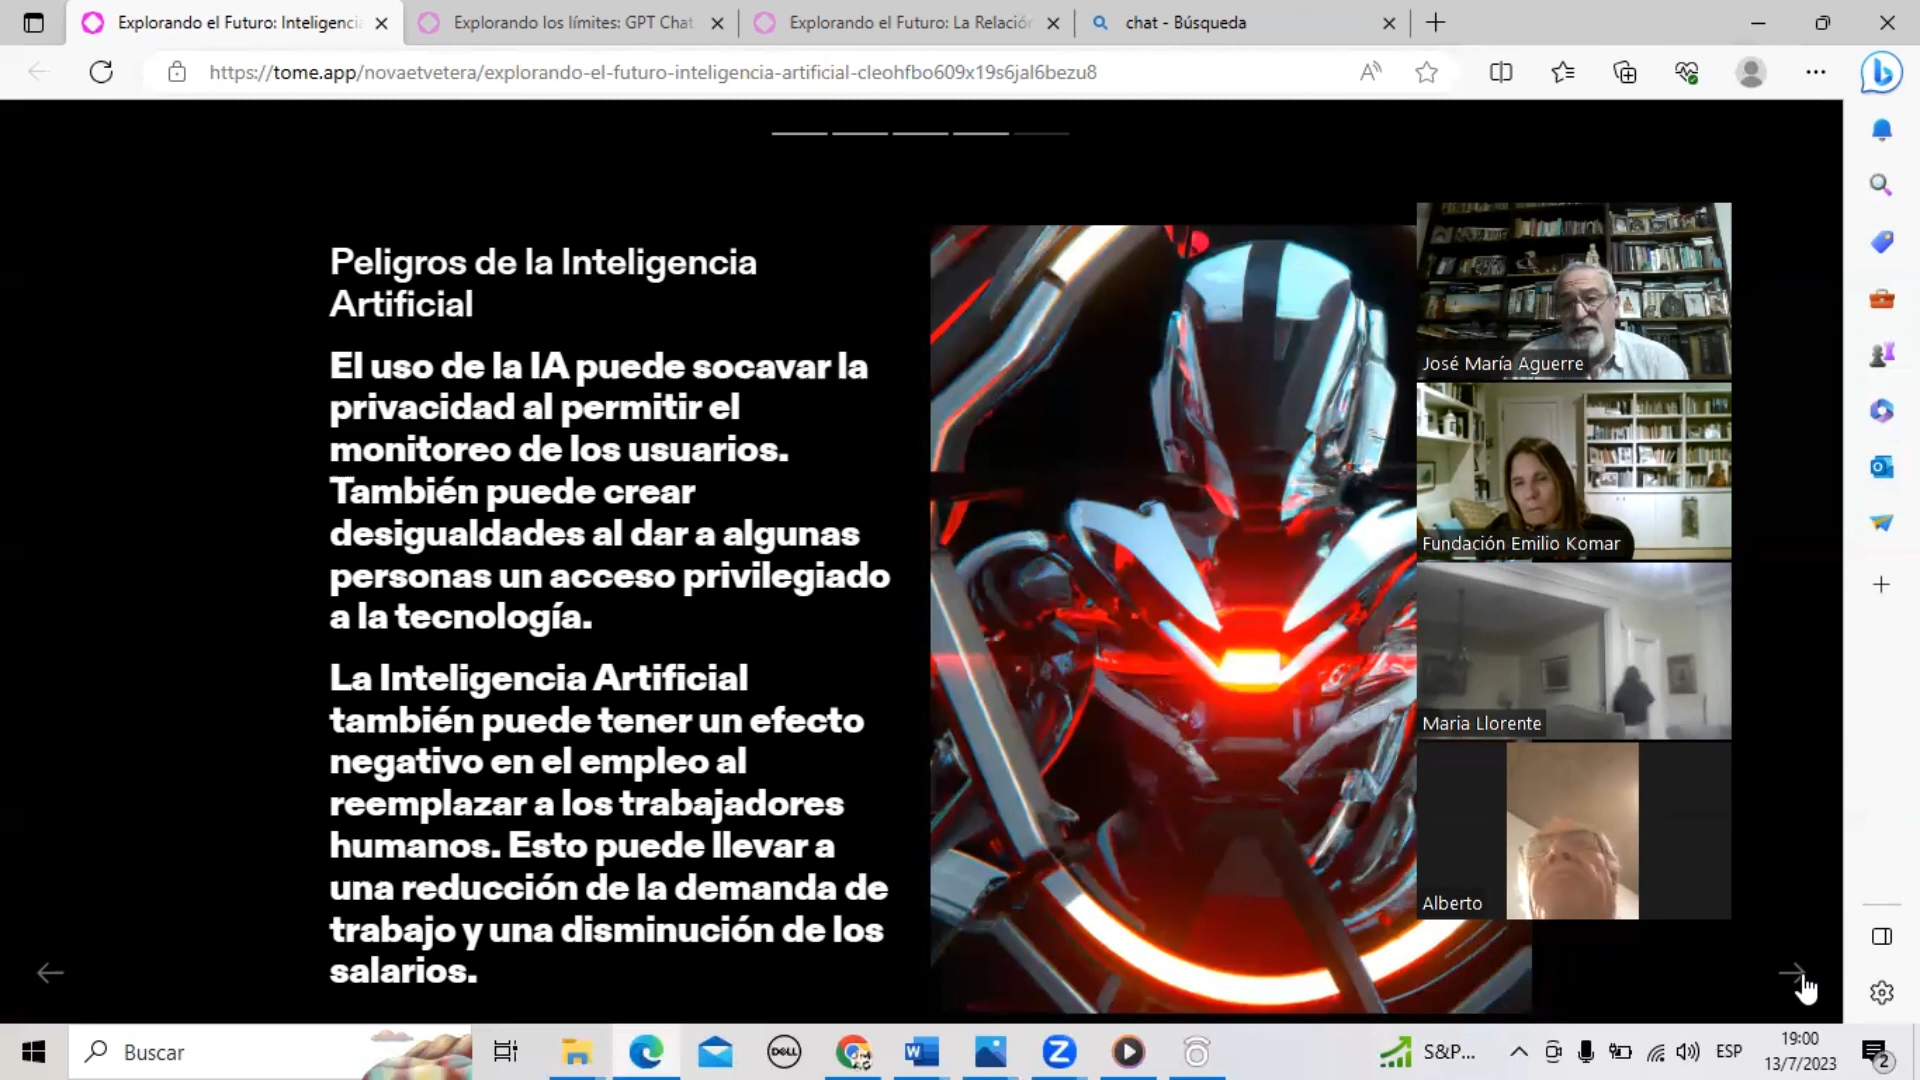 Explorando el Futuro: Inteligencia
Explorando los límites: GPT Chat
Explorando el Futuro: La Relación
chat - Búsqueda
https://tome.app/novaetvetera/explorando-el-futuro-inteligencia-artificial-cleohfbo609x19s6jal6bezu8
Peligros de la Inteligencia
Artificial
El uso de la IA puede socavar la
privacidad al permitir el
monitoreo de los usuarios.
También puede crear
desigualdades al dar a algunas
personas un acceso privilegiado
a la tecnología.
La Inteligencia Artificial
también puede tener un efecto
negativo en el empleo al
reemplazar a los trabajadores
humanos. Esto puede llevar a
una reducción de la demanda de
trabajo y una disminución de los
salarios.
José María Aguerre
Fundación Emilio Komar
Maria Llorente
Alberto
Buscar
DELL
S&P...
ESP
19:00
13/7/2023
2